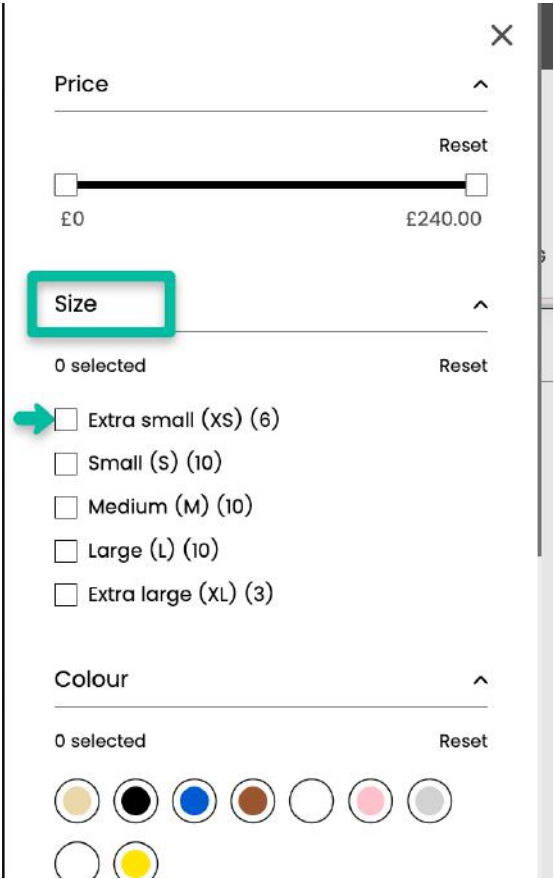 Price
Reset
£0 £240.00
Size
0 selected Reset
Extra small (XS) (6)
Small (S) (10)
Medium (M) (10)
Large (L) (10)
Extra large (XL) (3)
Colour
0 selected Reset